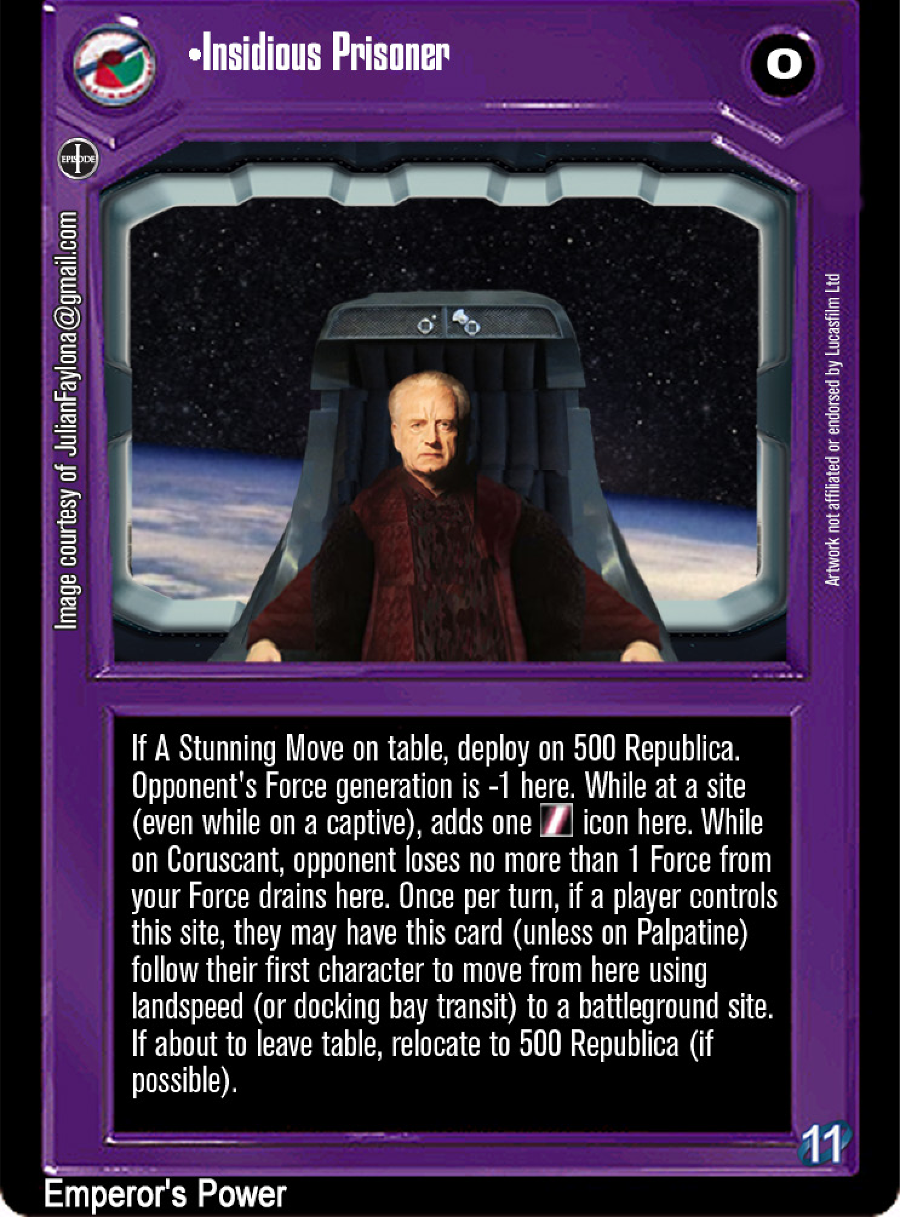 •Insidious Prisoner
0
EPISODE
I
Image courtesy of JulianFaylona@gmail.com
Artwork not affiliated or endorsed by Lucasfilm Ltd
If A Stunning Move on table, deploy on 500 Republica.
Opponent's Force generation is -1 here. While at a site
(even while on a captive), adds one icon here. While
on Coruscant, opponent loses no more than 1 Force from
your Force drains here. Once per turn, if a player controls
this site, they may have this card (unless on Palpatine)
follow their first character to move from here using
landspeed (or docking bay transit) to a battleground site.
If about to leave table, relocate to 500 Republica (if
possible).
11
Emperor's Power